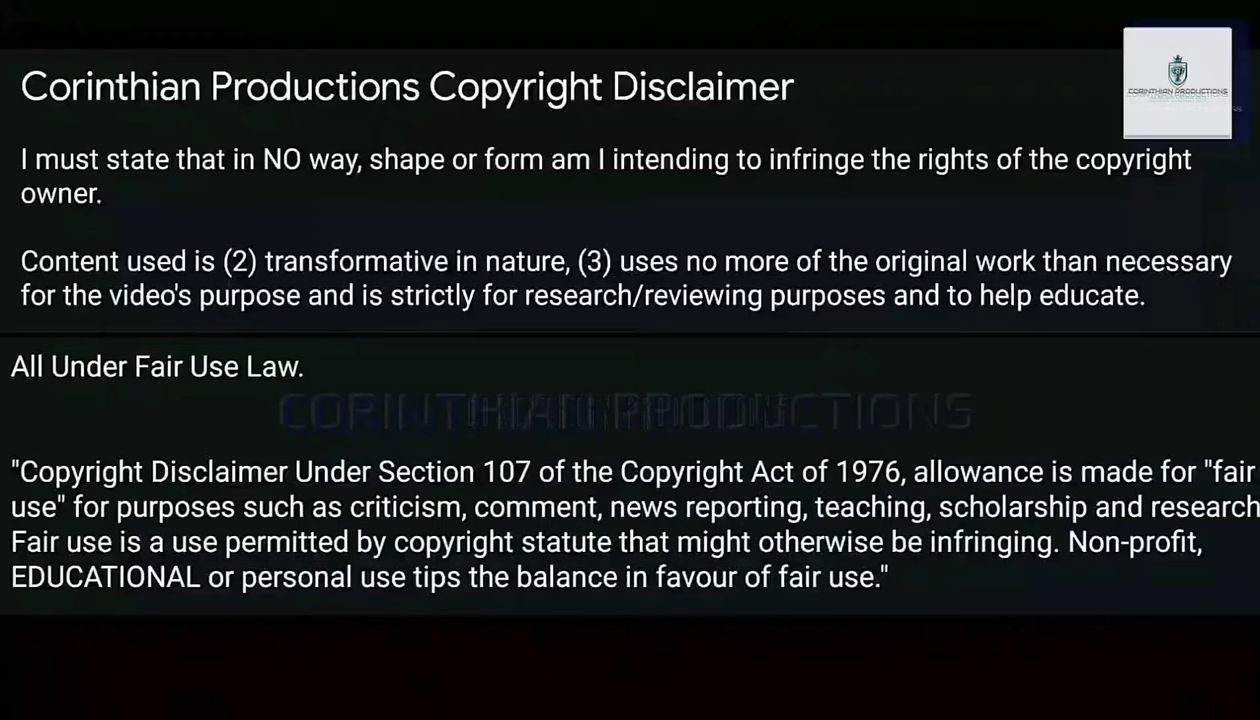 Corinthian Productions Copyright Disclaimer
CORINTHIAN PRODUCTIONS
I must state that in NO way, shape or form am I intending to infringe the rights of the copyright
owner.
Content used is (2) transformative in nature, (3) uses no more of the original work than necessary
for the video's purpose and is strictly for research/reviewing purposes and to help educate.
All Under Fair Use Law.
CORINTHIAN PRODUCTIONS
"Copyright Disclaimer Under Section 107 of the Copyright Act of 1976, allowance is made for "fair
use" for purposes such as criticism, comment, news reporting, teaching, scholarship and research
Fair use is a use permitted by copyright statute that might otherwise be infringing. Non-profit,
EDUCATIONAL or personal use tips the balance in favour of fair use."